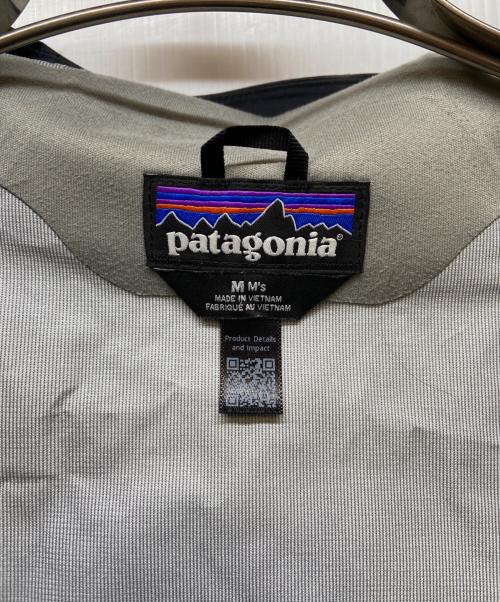 patagonia®
M M's
MADE IN VIETNAM
FABRIQUÉ AU VIETNAM
Product Details
and Impact